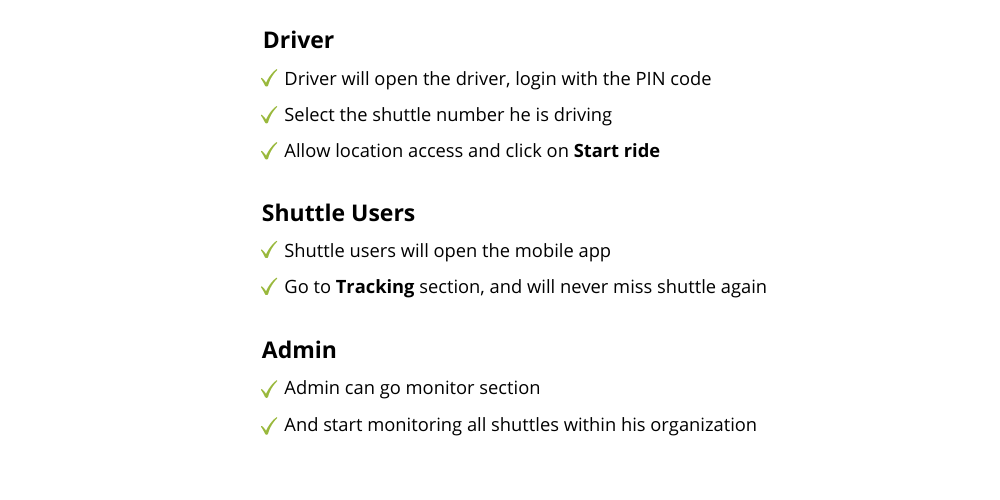 Driver
Driver will open the driver, login with the PIN code
Select the shuttle number he is driving
Allow location access and click on Start ride
Shuttle Users
Shuttle users will open the mobile app
Go to Tracking section, and will never miss shuttle again
Admin
Admin can go monitor section
And start monitoring all shuttles within his organization